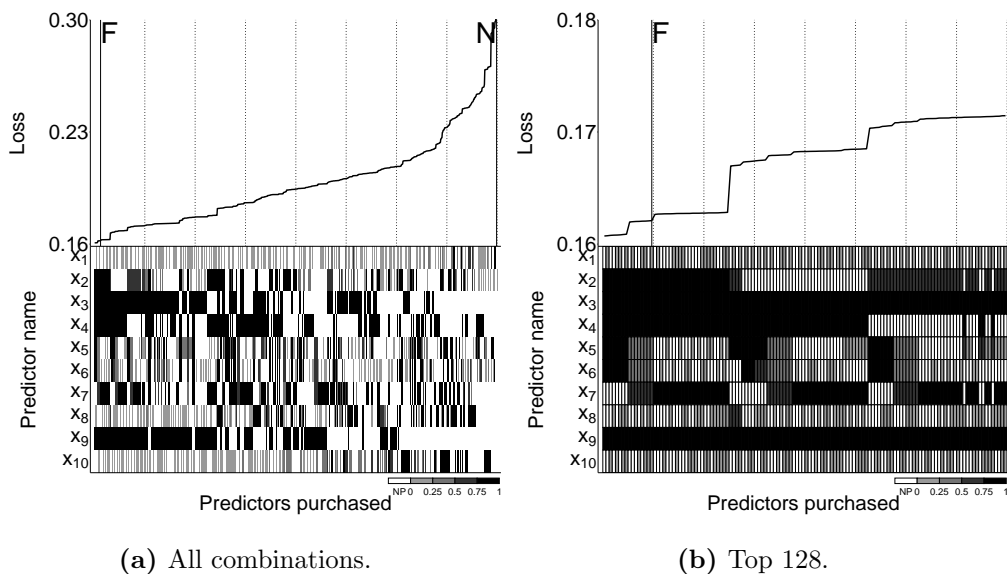 0.30
F
N
Loss
0.23
0.16
x1
x2
x3
x4
x5
x6
x7
x8
x9
x10
Predictor name
NP 0 0.25 0.5 0.75 1
Predictors purchased
(a) All combinations.
0.18
F
Loss
0.17
0.16
x1
x2
x3
x4
x5
x6
x7
x8
x9
x10
Predictor name
NP 0 0.25 0.5 0.75 1
Predictors purchased
(b) Top 128.